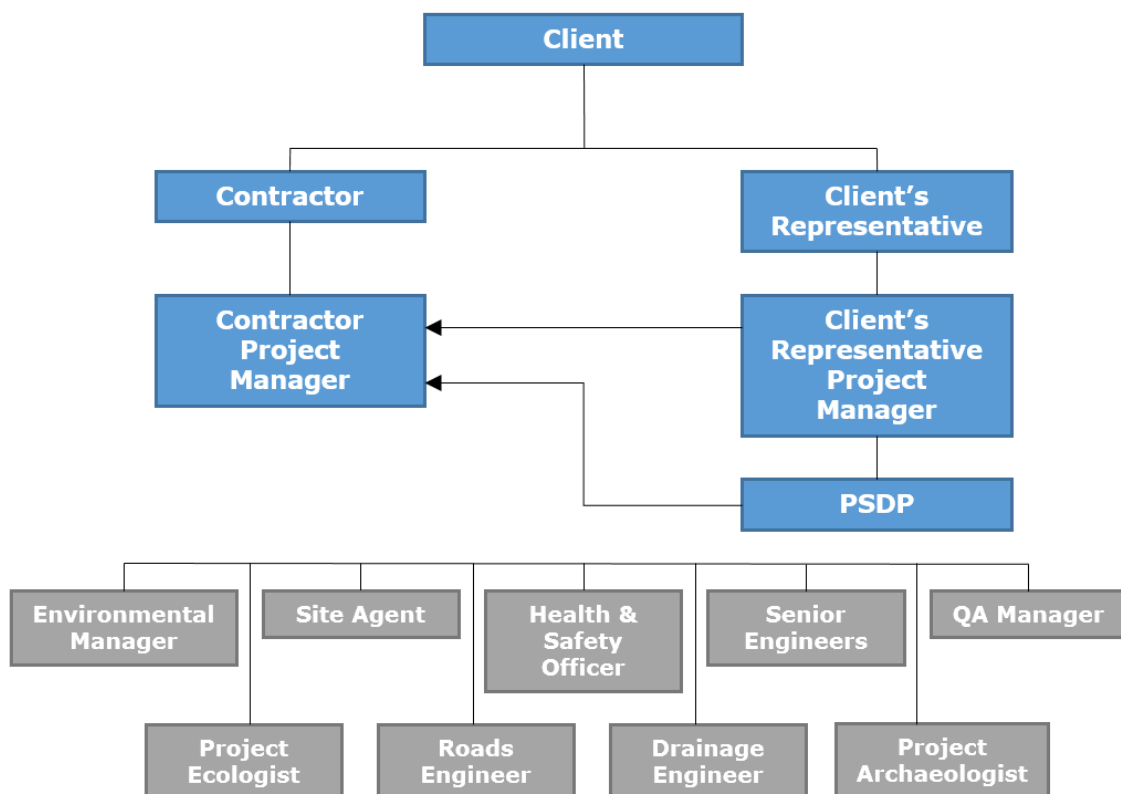 Client
Contractor
Client’s
Representative
Contractor
Project
Manager
Client’s
Representative
Project
Manager
PSDP
Environmental
Manager
Site Agent
Health &
Safety
Officer
Senior
Engineers
QA Manager
Project
Ecologist
Roads
Engineer
Drainage
Engineer
Project
Archaeologist